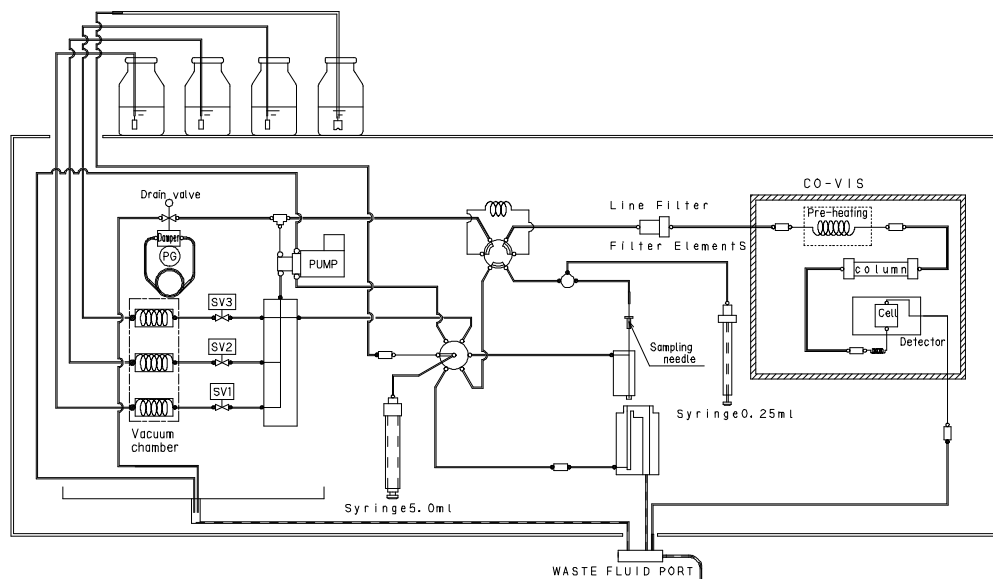 CO-VIS
Drain valve
Line Filter
Pre-heating
Damper
Filter ElementS
PG
PUMP
column
SV3
Cell
Detector
SV2
Sampling
needle
SV1
Syringe0.25ml
Vacuum
chamber
Syringe5.0ml
WASTE FLUID PORT